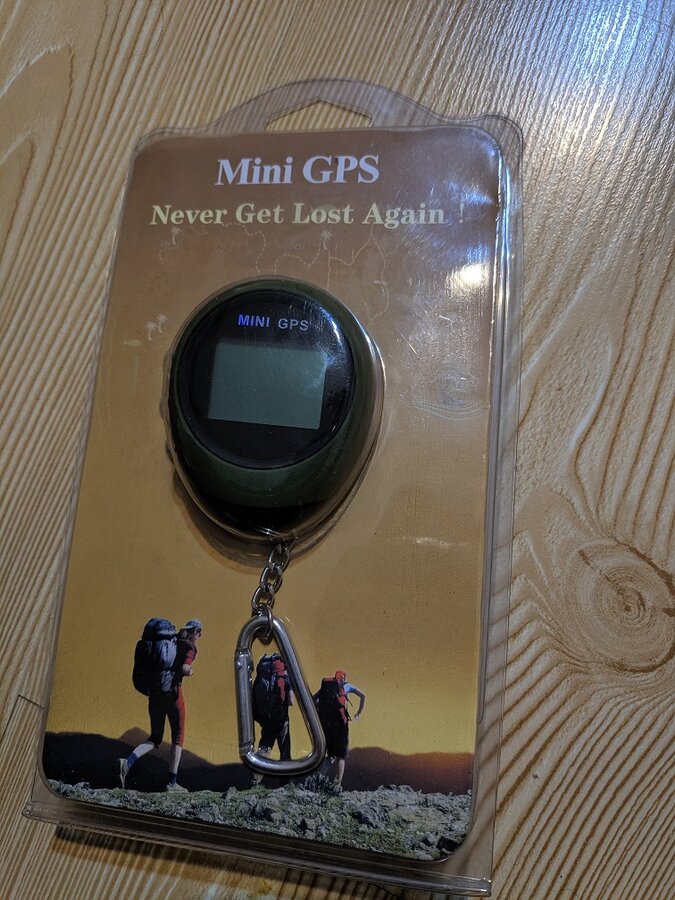 Mini GPS
Never Get Lost Again !
MINI GPS